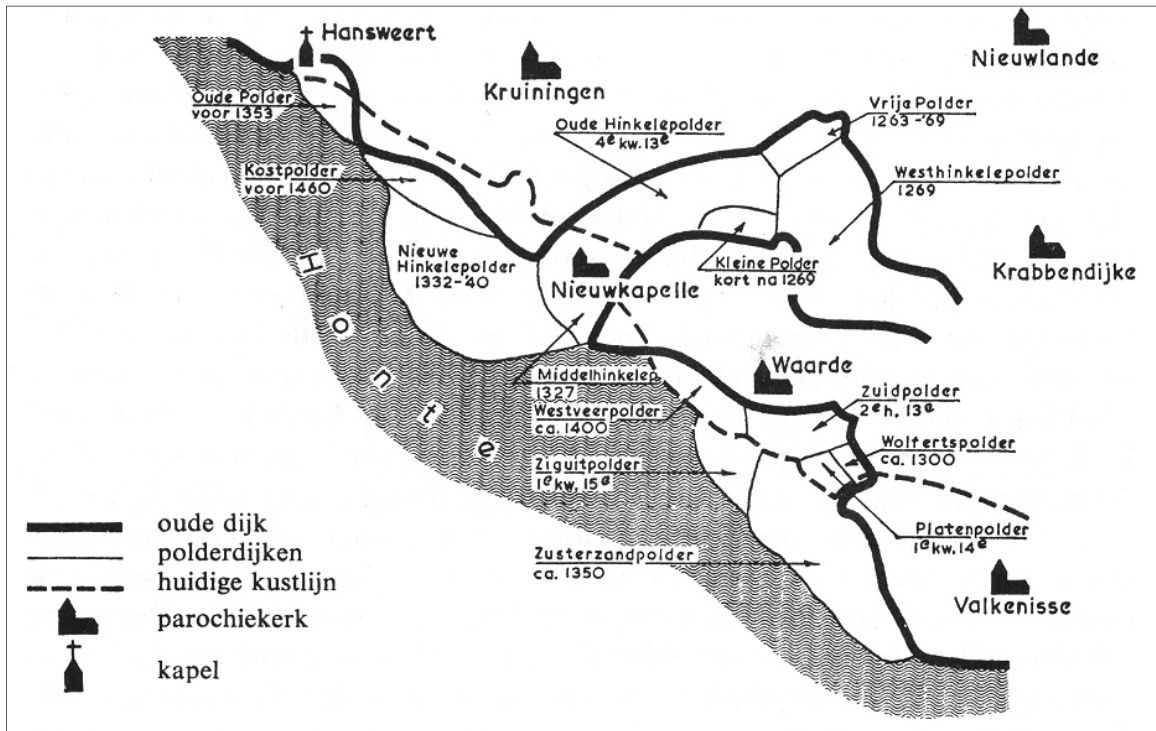 Hansweert
Nieuwlande
Kruiningen
Oude Polder
voor 1353
Vrije Polder
1263-'69
Oude Hinkelepolder
4e kw. 13e
Kostpolder
voor 1460
Westhinkelepolder
1269
Nieuwe
Hinkelepolder
1332-40
Nieuwkapelle
Kleine Polder
kort na 1269
Krabbendijke
Honte
Middelhinkelep.
1327
Waarde
Westveerpolder
ca. 1400
Zuidpolder
2e h, 13e
Wolfertspolder
ca. 1300
Ziguitpolder
1e kw, 15e
Platenpolder
1e kw. 14e
Zusterzandpolder
ca. 1350
Valkenisse
oude dijk
polderdijken
huidige kustlijn
parochiekerk
kapel